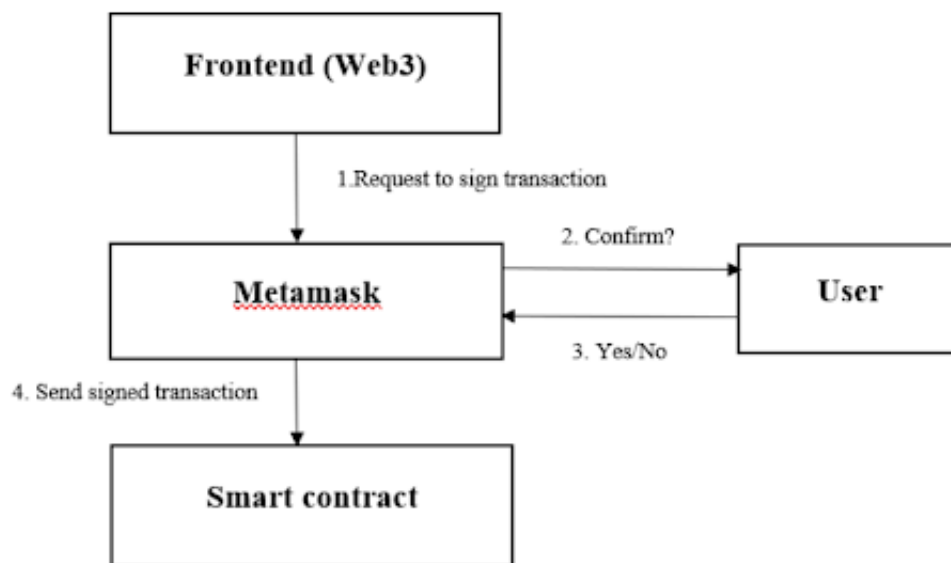 Frontend (Web3)
1.Request to sign transaction
2. Confirm?
Metamask
User
3. Yes/No
4. Send signed transaction
Smart contract